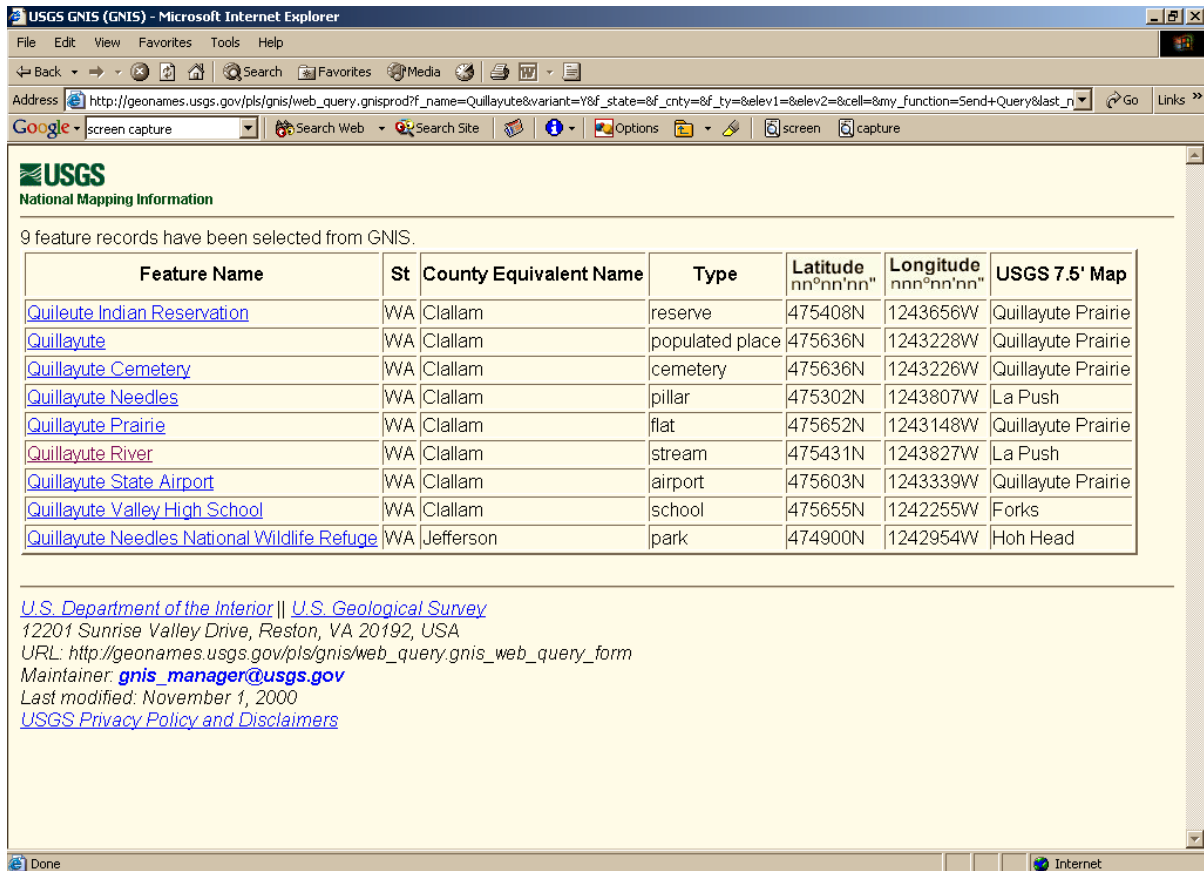 USGS GNIS (GNIS) - Microsoft Internet Explorer
File Edit View Favorites Tools Help
Back Search Favorites Media
Address http://geonames.usgs.gov/pls/gnis/web_query.gnisprod?f_name=Quillayute&variant=Y&f_state=&f_cnty=&f_ty=&elev1=&elev2=&cell=&my_function=Send+Query&last_n Go Links »
Google screen capture Search Web Search Site Options screen capture
USGS
National Mapping Information
9 feature records have been selected from GNIS.
Feature Name St County Equivalent Name Type Latitude nnºnn'nn" Longitude nnnºnn'nn" USGS 7.5' Map
Quileute Indian Reservation WA Clallam reserve 475408N 1243656W Quillayute Prairie
Quillayute WA Clallam populated place 475636N 1243228W Quillayute Prairie
Quillayute Cemetery WA Clallam cemetery 475636N 1243226W Quillayute Prairie
Quillayute Needles WA Clallam pillar 475302N 1243807W La Push
Quillayute Prairie WA Clallam flat 475652N 1243148W Quillayute Prairie
Quillayute River WA Clallam stream 475431N 1243827W La Push
Quillayute State Airport WA Clallam airport 475603N 1243339W Quillayute Prairie
Quillayute Valley High School WA Clallam school 475655N 1242255W Forks
Quillayute Needles National Wildlife Refuge WA Jefferson park 474900N 1242954W Hoh Head
U.S. Department of the Interior || U.S. Geological Survey
12201 Sunrise Valley Drive, Reston, VA 20192, USA
URL: http://geonames.usgs.gov/pls/gnis/web_query.gnis_web_query_form
Maintainer: gnis_manager@usgs.gov
Last modified: November 1, 2000
USGS Privacy Policy and Disclaimers
Done Internet